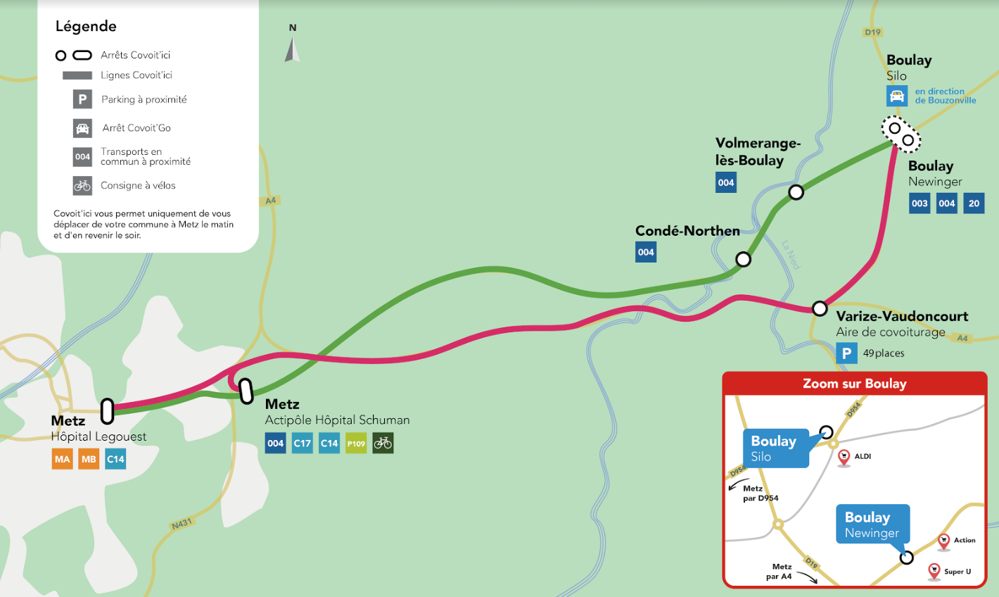 Légende
Arrêts Covoit'ici
Lignes Covoit'ici
P
Parking à proximité
Arrêt Covoit'Go
004
Transports en
commun à proximité
Consigne à vélos
Covoit'ici vous permet uniquement de vous
déplacer de votre commune à Metz le matin
et d'en revenir le soir.
N
D19
Boulay
Silo
en direction
de Bouzonville
Volmerange-
lès-Boulay
004
Boulay
Newinger
003 004 20
A4
Condé-Northen
004
La Nied
Varize-Vaudoncourt
Aire de covoiturage
P 49 places
A4
Metz
Actipôle Hôpital Schuman
004 C17 C14 P109
Metz
Hôpital Legouest
MA MB C14
N431
Zoom sur Boulay
D954
Boulay
Silo
ALDI
D954
Metz
par D954
Boulay
Newinger
Action
D19
Metz
par A4
Super U